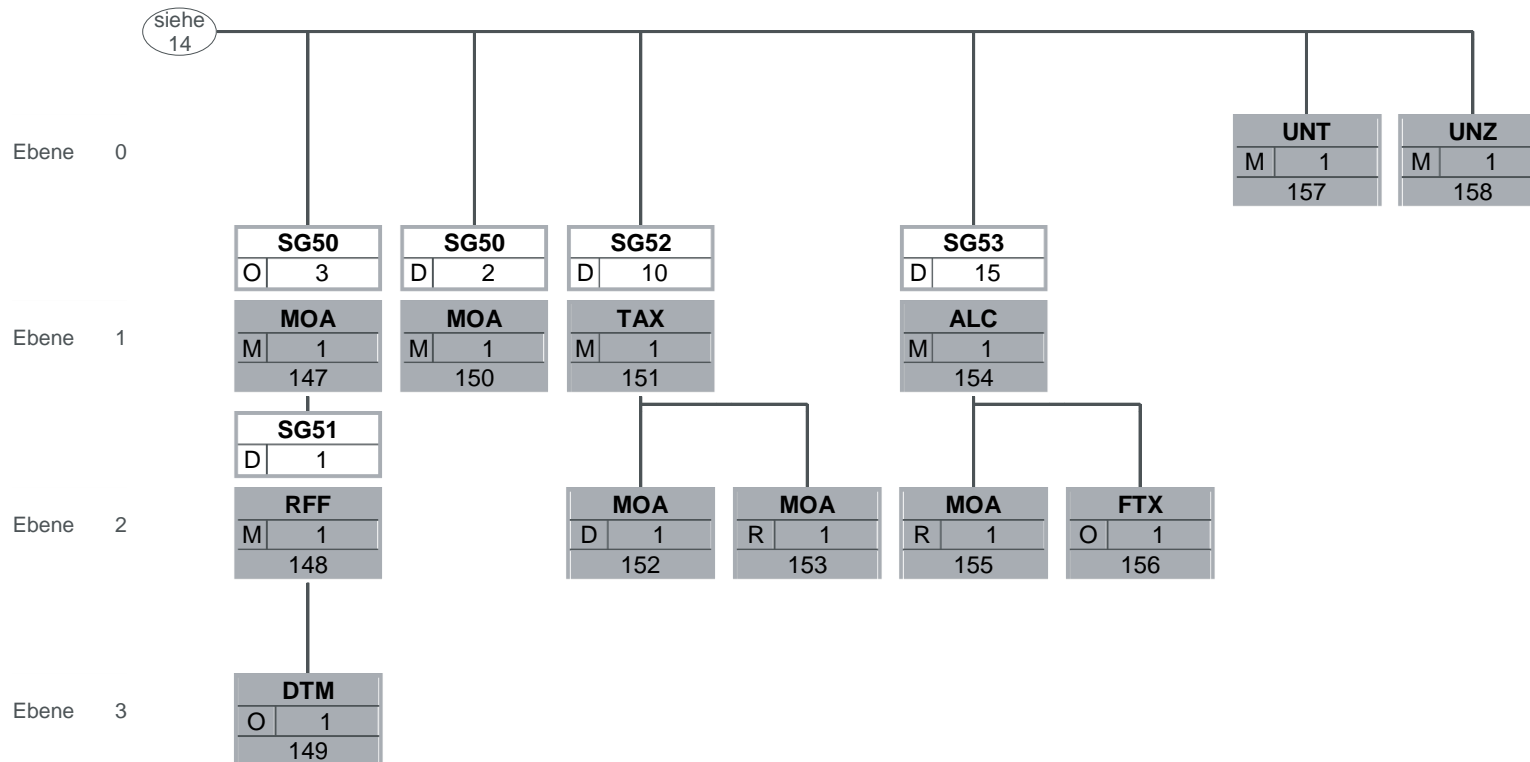 siehe
14
Ebene 0
UNT
M 1
157
UNZ
M 1
158
SG50
O 3
SG50
D 2
SG52
D 10
SG53
D 15
Ebene 1
MOA
M 1
147
MOA
M 1
150
TAX
M 1
151
ALC
M 1
154
SG51
D 1
Ebene 2
RFF
M 1
148
MOA
D 1
152
MOA
R 1
153
MOA
R 1
155
FTX
O 1
156
Ebene 3
DTM
O 1
149